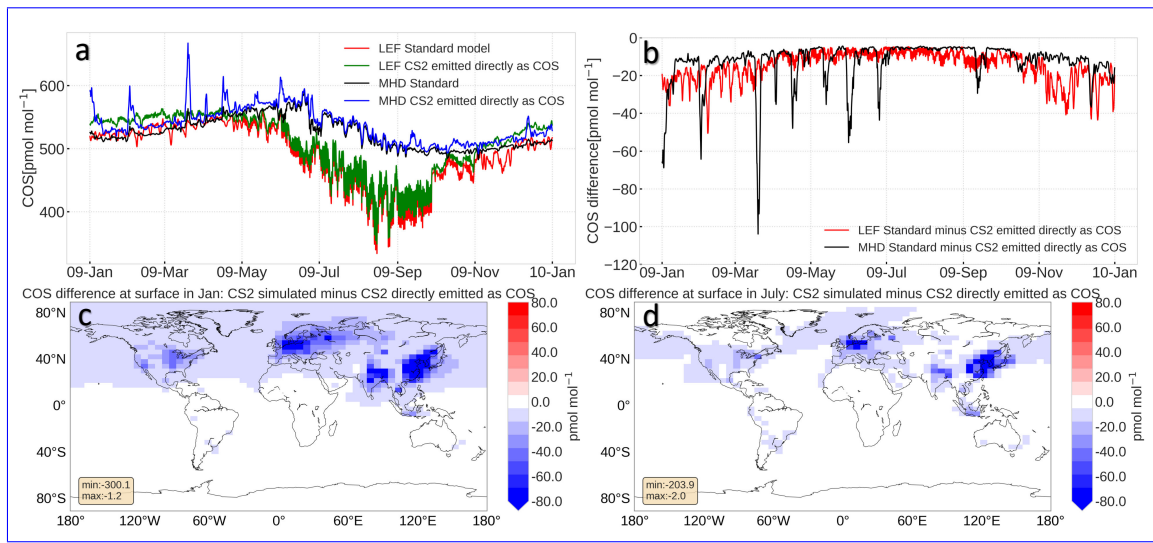 a
LEF Standard model
LEF CS2 emitted directly as COS
MHD Standard
MHD CS2 emitted directly as COS
COS[pmol mol⁻¹]
600
500
400
09-Jan 09-Mar 09-May 09-Jul 09-Sep 09-Nov 10-Jan
b
COS difference[pmol mol⁻¹]
0
−20
−40
−60
−80
−100
−120
LEF Standard minus CS2 emitted directly as COS
MHD Standard minus CS2 emitted directly as COS
09-Jan 09-Mar 09-May 09-Jul 09-Sep 09-Nov 10-Jan
COS difference at surface in Jan: CS2 simulated minus CS2 directly emitted as COS
c
80°N
40°N
0°
40°S
80°S
min:-300.1
max:-1.2
180° 120°W 60°W 0° 60°E 120°E 180°
80.0
60.0
40.0
20.0
0.0
-20.0
-40.0
-60.0
-80.0
pmol mol⁻¹
COS difference at surface in July: CS2 simulated minus CS2 directly emitted as COS
d
80°N
40°N
0°
40°S
80°S
min:-203.9
max:-2.0
180° 120°W 60°W 0° 60°E 120°E 180°
80.0
60.0
40.0
20.0
0.0
-20.0
-40.0
-60.0
-80.0
pmol mol⁻¹